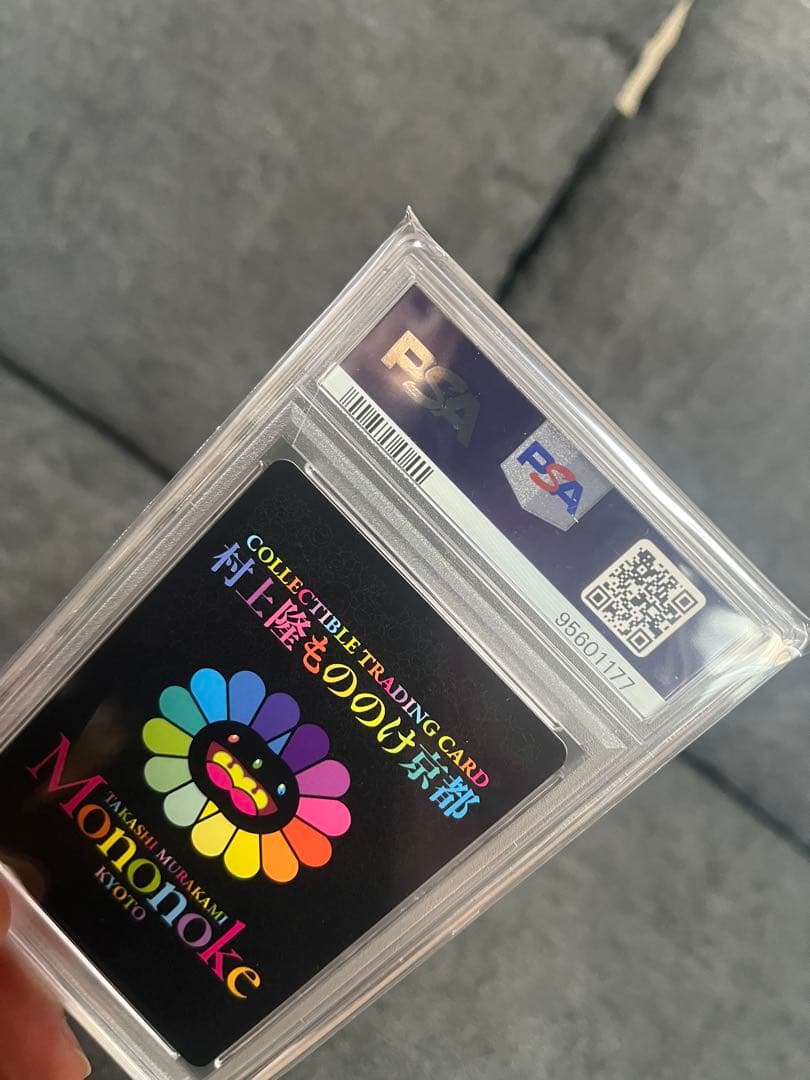 PSA
PSA
95601177
COLLECTIBLE TRADING CARD
村上隆もののけ京都
TAKASHI MURAKAMI
Mononoke
KYOTO